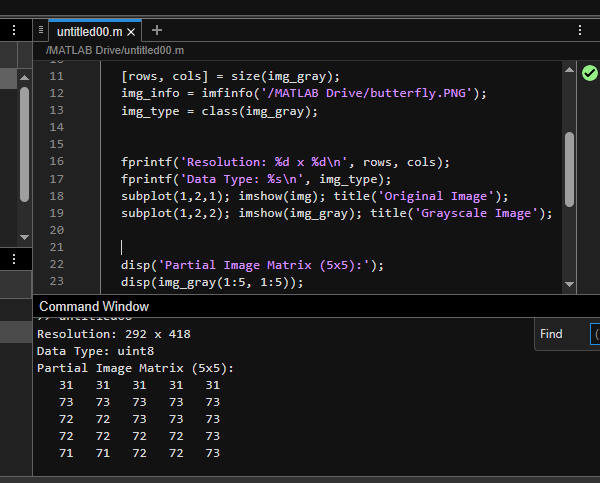 untitled00.m
/MATLAB Drive/untitled00.m
11 [rows, cols] = size(img_gray);
12 img_info = imfinfo('/MATLAB Drive/butterfly.PNG');
13 img_type = class(img_gray);
14
15
16 fprintf('Resolution: %d x %d\n', rows, cols);
17 fprintf('Data Type: %s\n', img_type);
18 subplot(1,2,1); imshow(img); title('Original Image');
19 subplot(1,2,2); imshow(img_gray); title('Grayscale Image');
20
21
22 disp('Partial Image Matrix (5x5):');
23 disp(img_gray(1:5, 1:5));
Command Window
Resolution: 292 x 418
Find
Data Type: uint8
Partial Image Matrix (5x5):
31 31 31 31 31
73 73 73 73 73
72 72 73 73 73
72 72 72 72 73
71 71 72 72 73